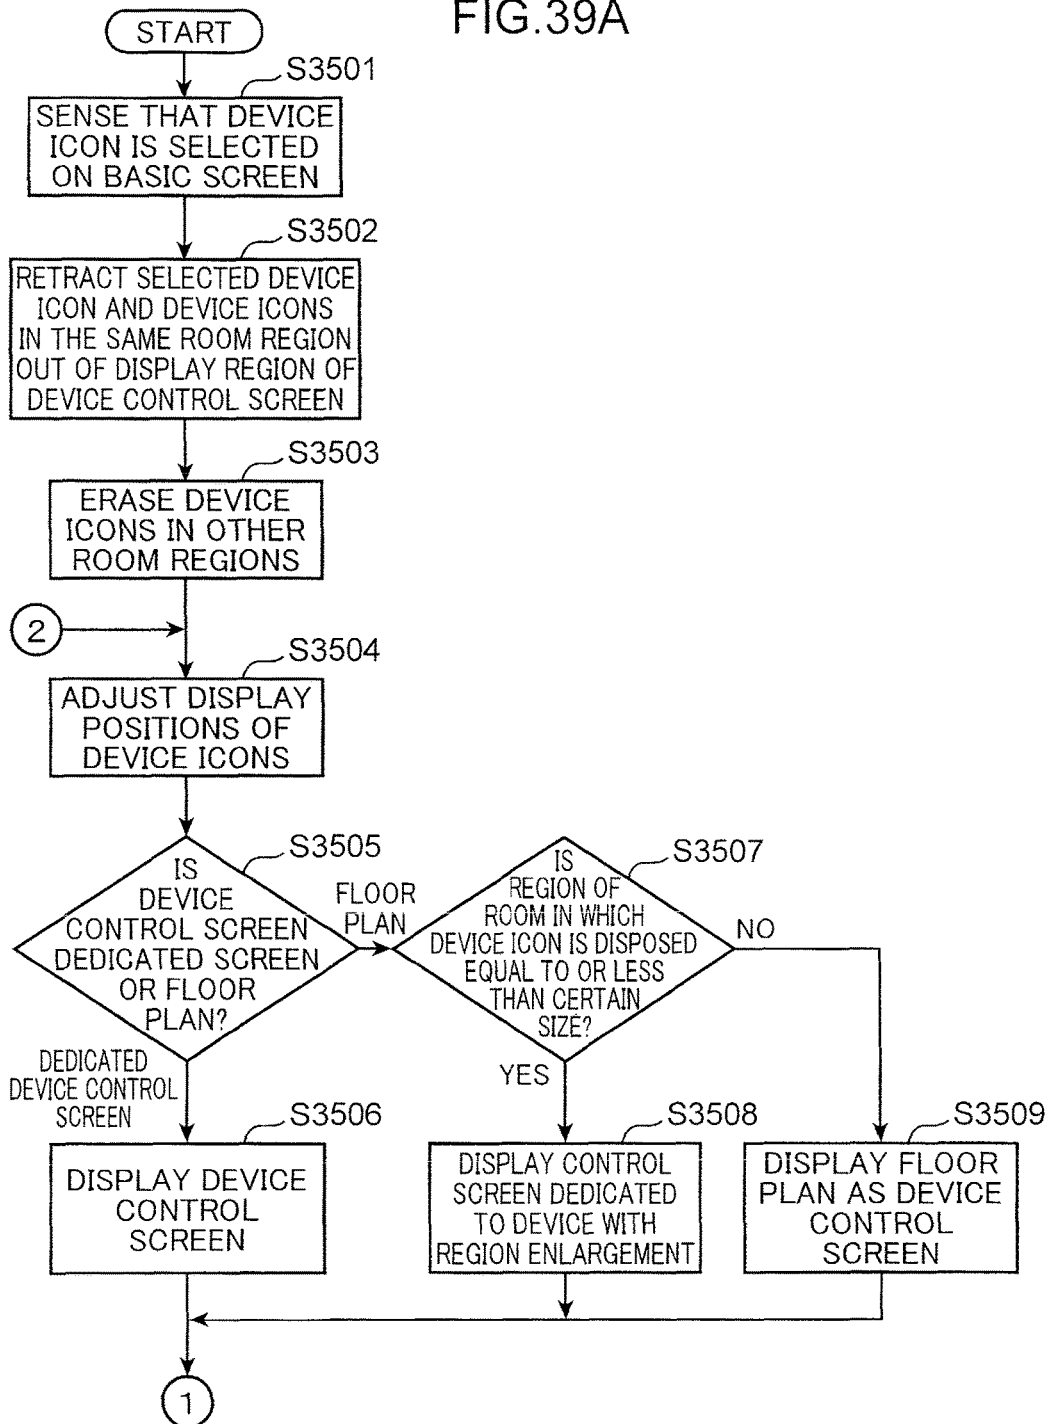 FIG.39A
START
S3501
SENSE THAT DEVICE
ICON IS SELECTED
ON BASIC SCREEN
S3502
RETRACT SELECTED DEVICE
ICON AND DEVICE ICONS
IN THE SAME ROOM REGION
OUT OF DISPLAY REGION OF
DEVICE CONTROL SCREEN
S3503
ERASE DEVICE
ICONS IN OTHER
ROOM REGIONS
2
S3504
ADJUST DISPLAY
POSITIONS OF
DEVICE ICONS
S3505
IS
DEVICE
CONTROL SCREEN
DEDICATED SCREEN
OR FLOOR
PLAN?
FLOOR
PLAN
S3507
IS
REGION OF
ROOM IN WHICH
DEVICE ICON IS DISPOSED
EQUAL TO OR LESS
THAN CERTAIN
SIZE?
NO
DEDICATED
DEVICE CONTROL
SCREEN
YES
S3506
DISPLAY DEVICE
CONTROL
SCREEN
S3508
DISPLAY CONTROL
SCREEN DEDICATED
TO DEVICE WITH
REGION ENLARGEMENT
S3509
DISPLAY FLOOR
PLAN AS DEVICE
CONTROL
SCREEN
1